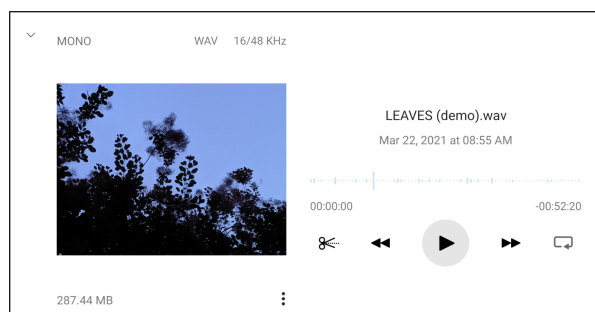 MONO WAV 16/48 KHz
LEAVES (demo).wav
Mar 22, 2021 at 08:55 AM
00:00:00 -00:52:20
287.44 MB